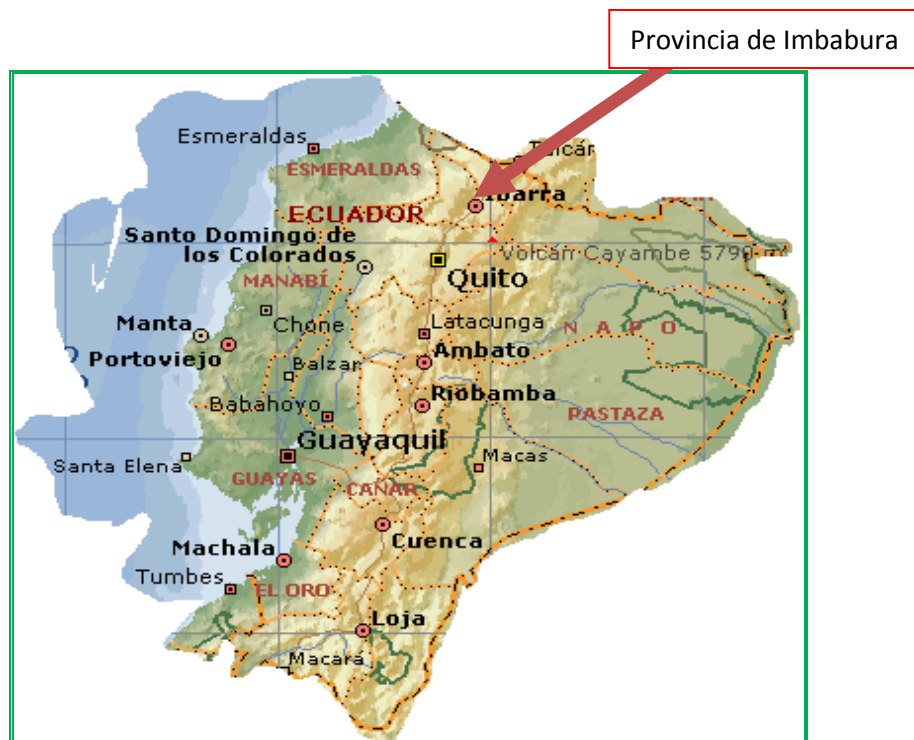 Provincia de Imbabura
Esmeraldas
Tulcán
ESMERALDAS
Ibarra
ECUADOR
Santo Domingo de
los Colorados
Volcán Cayambe 5790 m
MANABÍ
Quito
Manta
Chone
Latacunga
N A P O
Portoviejo
Balzar
Ambato
Babahoyo
Riobamba
PASTAZA
Guayaquil
Santa Elena
Macas
GUAYAS
CAÑAR
Machala
Cuenca
Tumbes
EL ORO
Loja
Macará